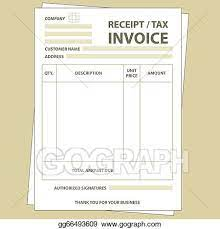 COMPANY
RECEIPT / TAX
INVOICE
CUSTOMER NAME
ADDRESS
QTY.
DESCRIPTION
UNIT PRICE
AMOUNT
GOGRAPH
TOTAL DUE
AUTHORIZED SIGNATURES
THANK YOU FOR YOUR BUSINESS
gg66493609 www.gograph.com